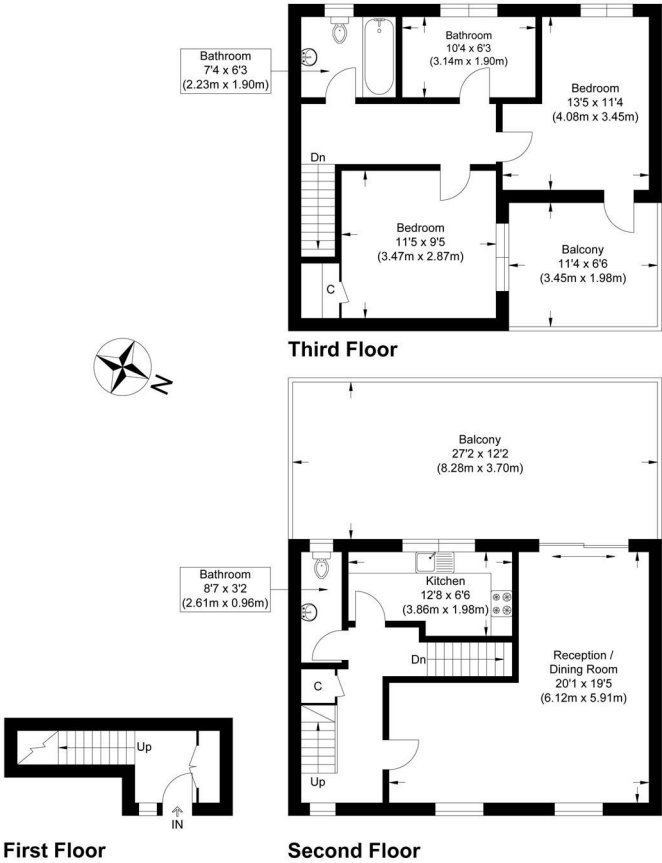 Bathroom
7'4 x 6'3
(2.23m x 1.90m)
Bathroom
10'4 x 6'3
(3.14m x 1.90m)
Bedroom
13'5 x 11'4
(4.08m x 3.45m)
Dn
Bedroom
11'5 x 9'5
(3.47m x 2.87m)
Balcony
11'4 x 6'6
(3.45m x 1.98m)
C
Third Floor
N
Balcony
27'2 x 12'2
(8.28m x 3.70m)
Bathroom
8'7 x 3'2
(2.61m x 0.96m)
Kitchen
12'8 x 6'6
(3.86m x 1.98m)
Dn
Reception /
Dining Room
20'1 x 19'5
(6.12m x 5.91m)
C
Up
Up
IN
First Floor
Second Floor